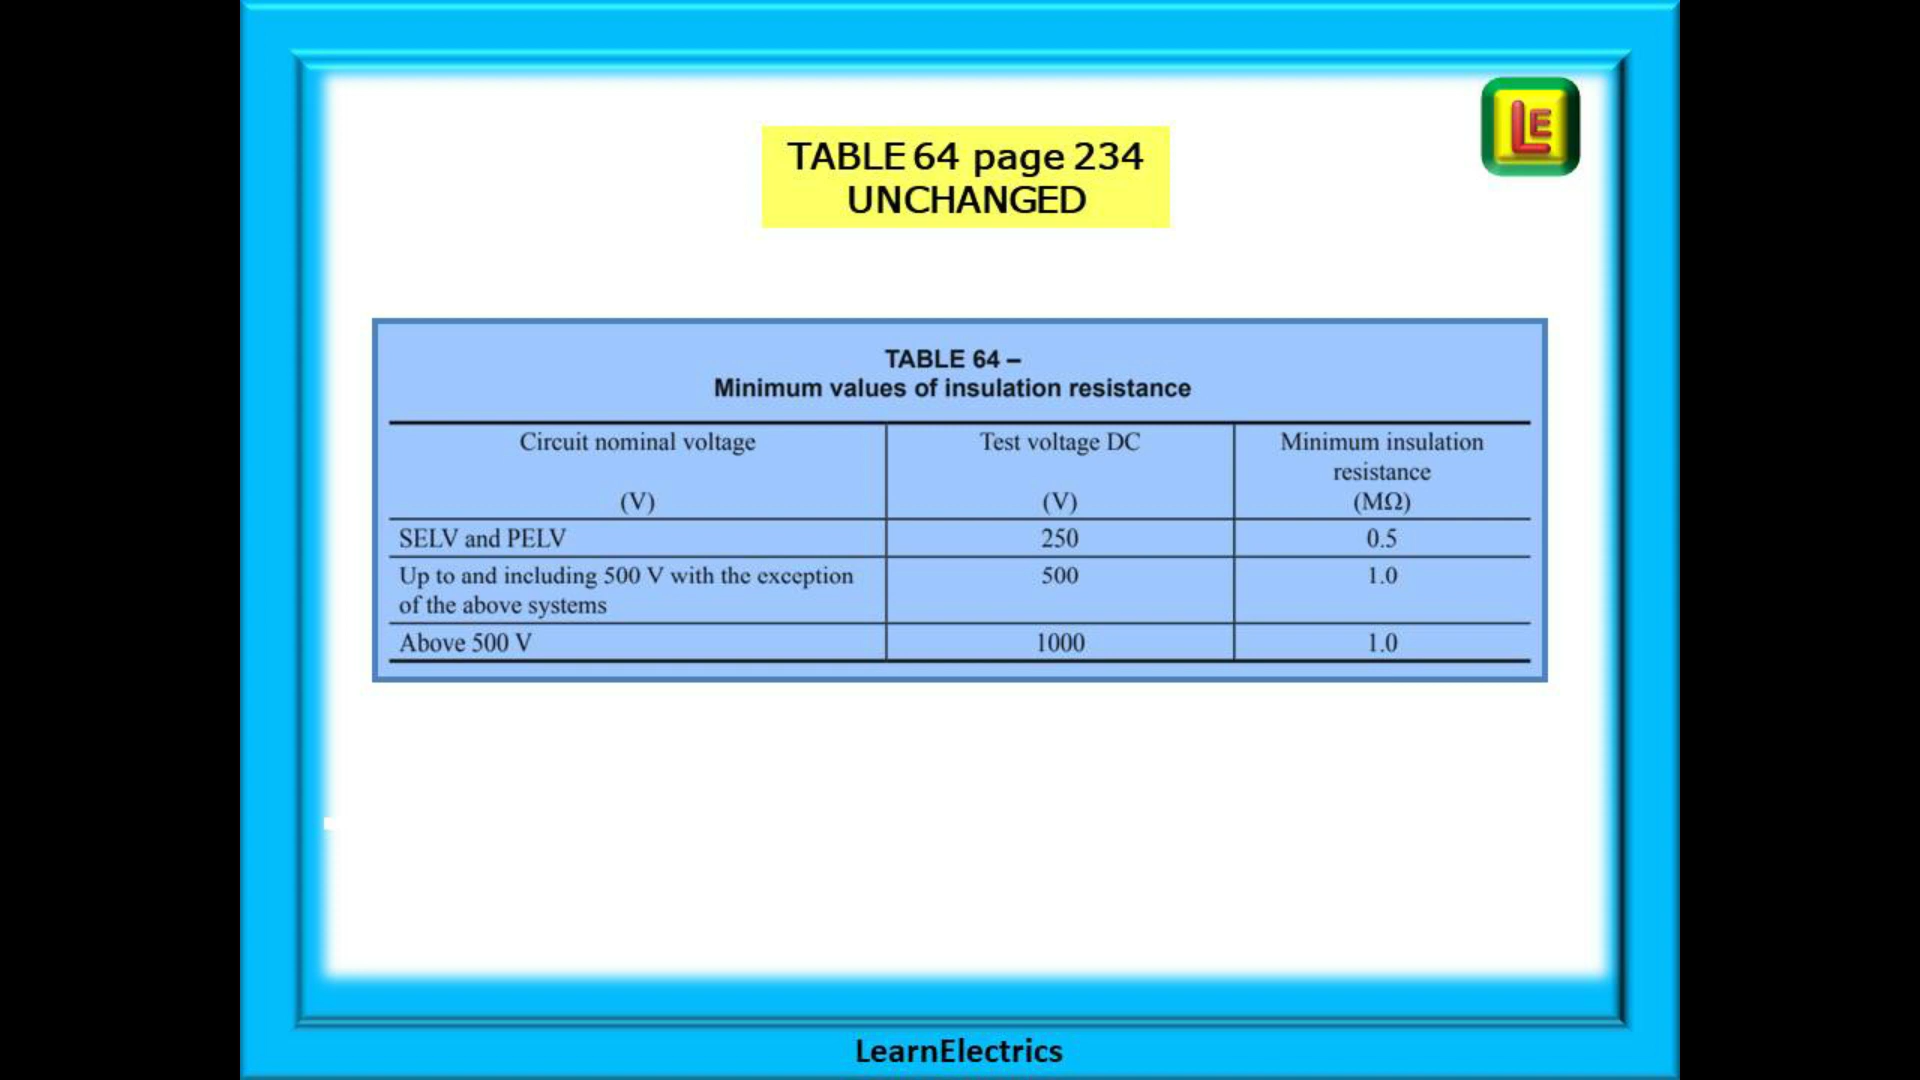 LE
TABLE 64 page 234
UNCHANGED
TABLE 64 –
Minimum values of insulation resistance
Circuit nominal voltage
(V)
Test voltage DC
(V)
Minimum insulation
resistance
(MΩ)
SELV and PELV 250 0.5
Up to and including 500 V with the exception 500 1.0
of the above systems
Above 500 V 1000 1.0
LearnElectrics